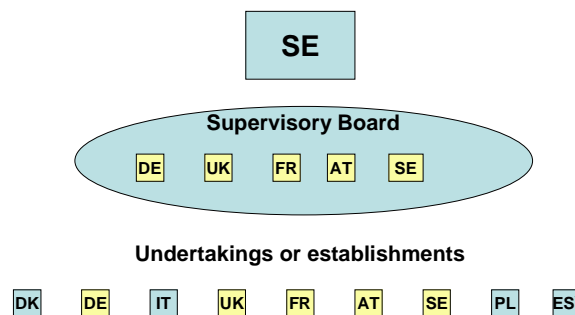 SE
Supervisory Board
DE UK FR AT SE
Undertakings or establishments
DK DE IT UK FR AT SE PL ES